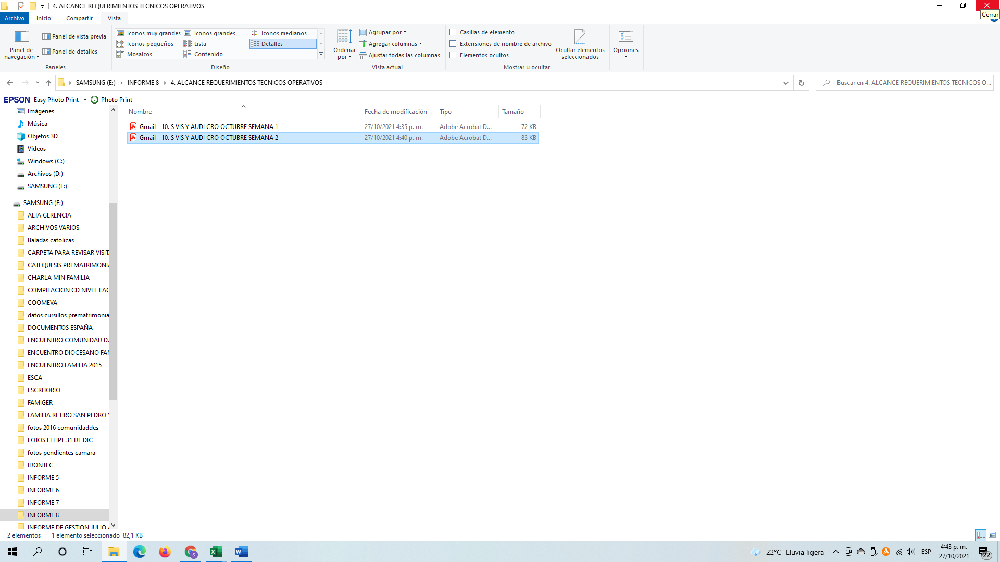 4. ALCANCE REQUERIMIENTOS TECNICOS OPERATIVOS
Cerrar
Archivo Inicio Compartir Vista
Panel de navegación
Panel de vista previa
Panel de detalles
Paneles
Iconos muy grandes Iconos grandes Iconos medianos
Iconos pequeños Lista Detalles
Mosaicos Contenido
Diseño
Ordenar por
Agrupar por
Agregar columnas
Ajustar todas las columnas
Vista actual
Casillas de elemento
Extensiones de nombre de archivo
Elementos ocultos
Ocultar elementos seleccionados
Mostrar u ocultar
Opciones
SAMSUNG (E:) INFORME 8 4. ALCANCE REQUERIMIENTOS TECNICOS OPERATIVOS
Buscar en 4. ALCANCE REQUERIMIENTOS TECNICOS O...
EPSON Easy Photo Print Photo Print
Nombre Fecha de modificación Tipo Tamaño
Gmail - 10. S VIS Y AUDI CRO OCTUBRE SEMANA 1 27/10/2021 4:35 p. m. Adobe Acrobat D... 72 KB
Gmail - 10. S VIS Y AUDI CRO OCTUBRE SEMANA 2 27/10/2021 4:40 p. m. Adobe Acrobat D... 83 KB
Imágenes
Música
Objetos 3D
Vídeos
Windows (C:)
Archivos (D:)
SAMSUNG (E:)
SAMSUNG (E:)
ALTA GERENCIA
ARCHIVOS VARIOS
Baladas catolicas
CARPETA PARA REVISAR VISIT
CATEQUESIS PREMATRIMONIA
CHARLA MIN FAMILIA
COMPILACION CD NIVEL I AG
COOMEVA
datos cursillos prematrimonia
DOCUMENTOS ESPAÑA
ENCUENTRO COMUNIDAD D
ENCUENTRO DIOCESANO FAM
ENCUENTRO FAMILIA 2015
ESCA
ESCRITORIO
FAMIGER
FAMILIA RETIRO SAN PEDRO Y
fotos 2016 comunidaddes
FOTOS FELIPE 31 DE DIC
fotos pendientes camara
IDONTEC
INFORME 5
INFORME 6
INFORME 7
INFORME 8
INFORME DE GESTION JULIO
2 elementos 1 elemento seleccionado 82,1 KB
22°C Lluvia ligera ESP 4:43 p. m.
27/10/2021
22